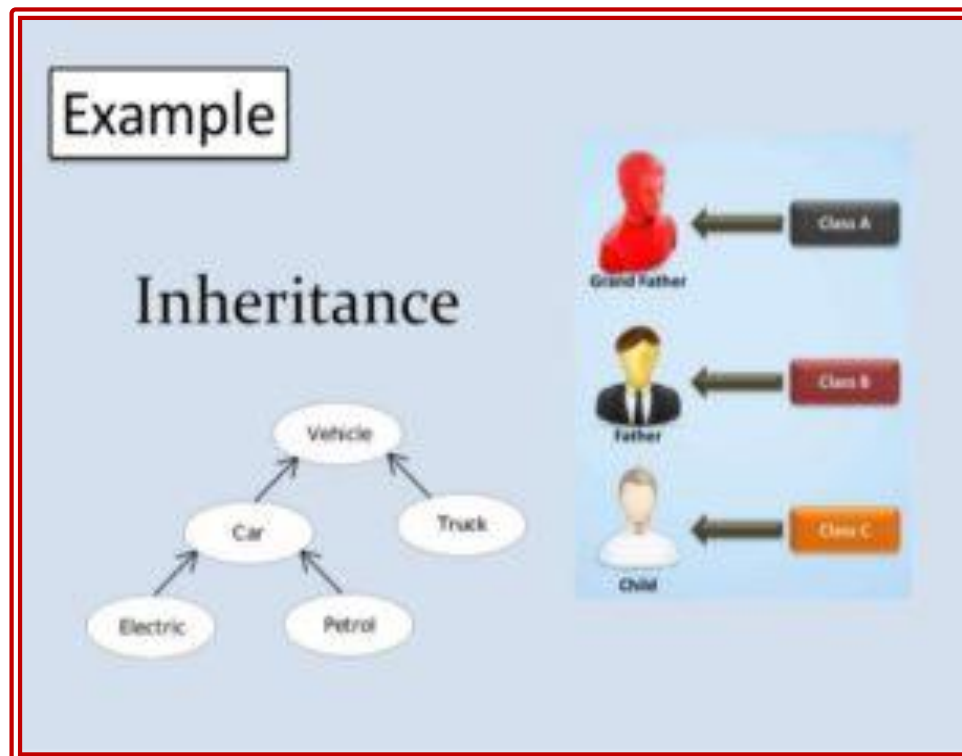 Example
Inheritance
Vehicle
Car
Truck
Electric
Petrol
Class A
Grand Father
Class B
Father
Class C
Child